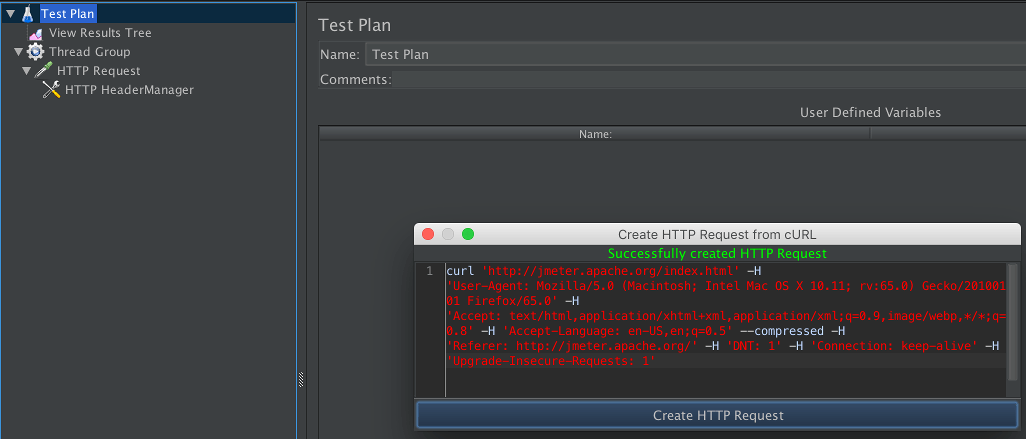 Test Plan
View Results Tree
Thread Group
HTTP Request
HTTP HeaderManager
Test Plan
Name: Test Plan
Comments:
User Defined Variables
Name:
Create HTTP Request from cURL
Successfully created HTTP Request
1 curl 'http://jmeter.apache.org/index.html' -H
'User-Agent: Mozilla/5.0 (Macintosh; Intel Mac OS X 10.11; rv:65.0) Gecko/201001
01 Firefox/65.0' -H
'Accept: text/html,application/xhtml+xml,application/xml;q=0.9,image/webp,*/*;q=
0.8' -H 'Accept-Language: en-US,en;q=0.5' --compressed -H
'Referer: http://jmeter.apache.org/' -H 'DNT: 1' -H 'Connection: keep-alive' -H
'Upgrade-Insecure-Requests: 1'
Create HTTP Request